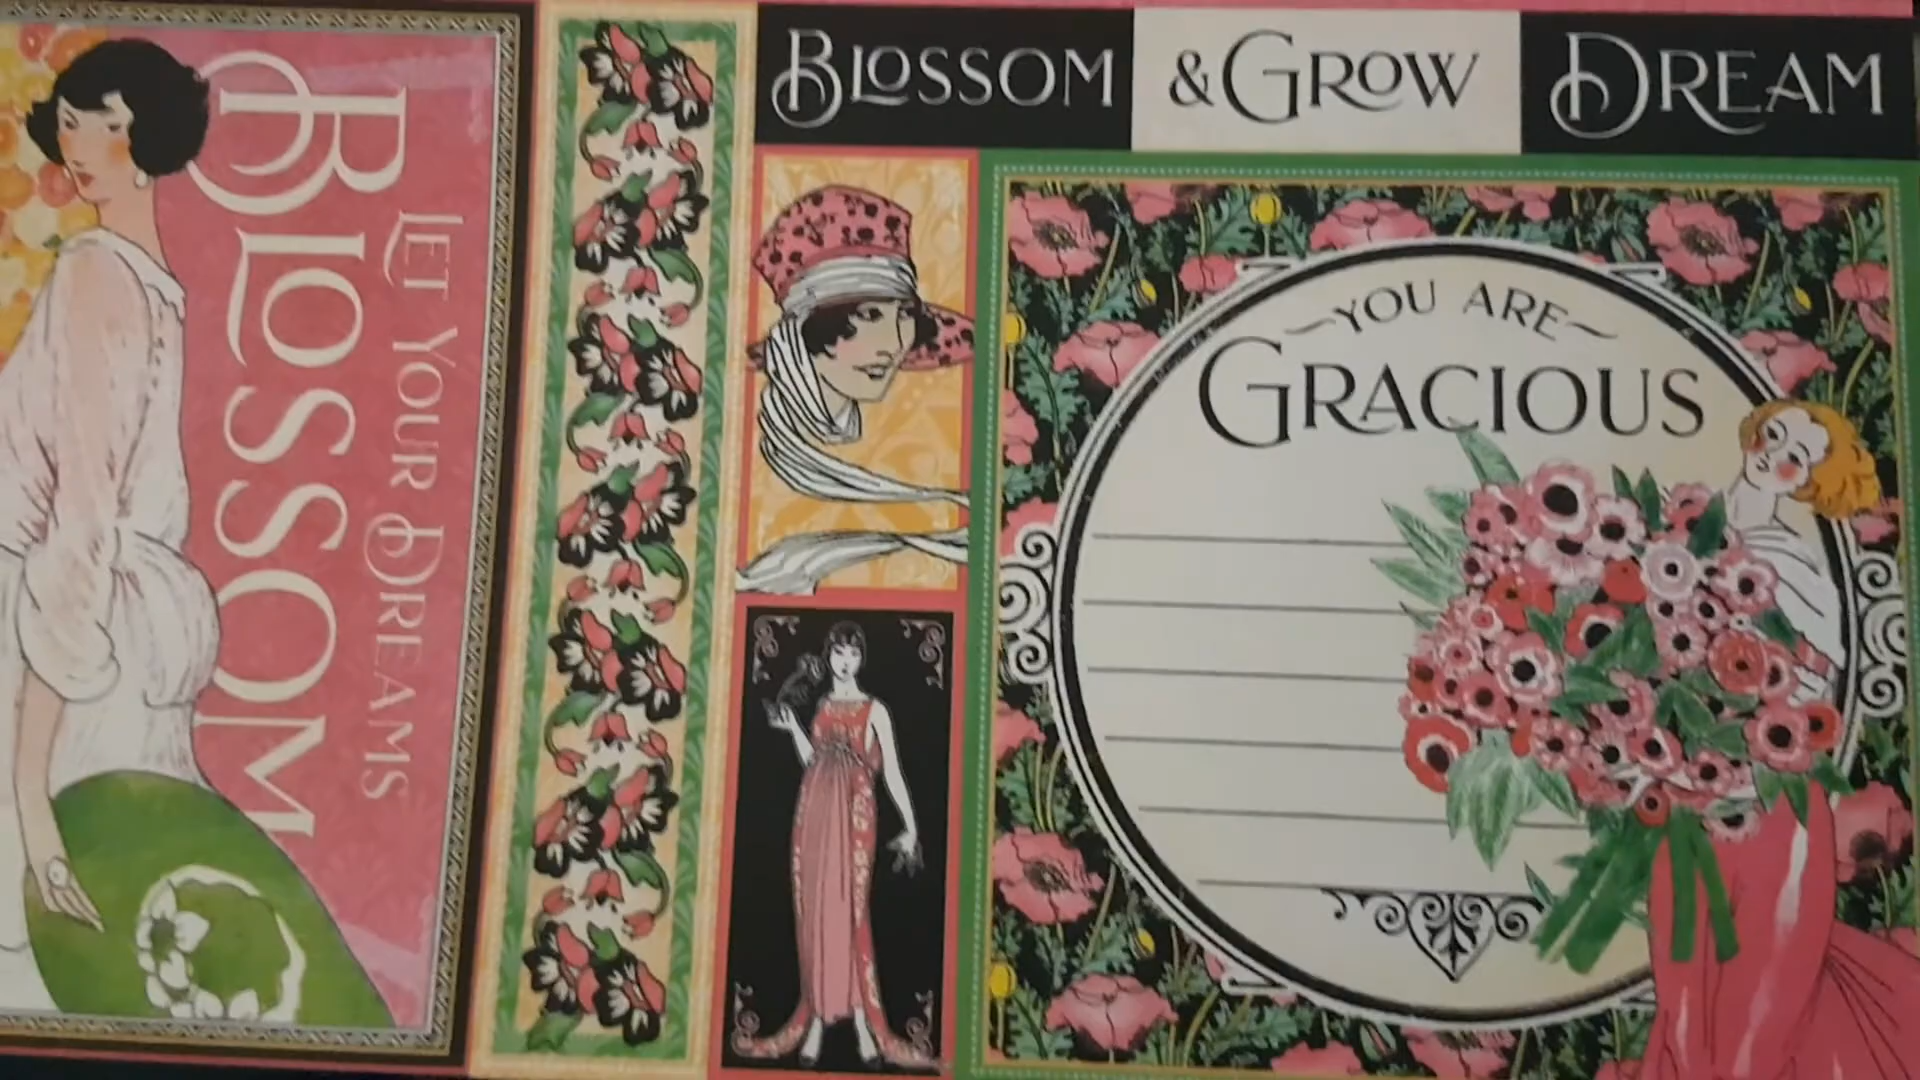 BLOSSOM
& GROW
DREAM
LET YOUR DREAMS
BLOSSOM
YOU ARE
GRACIOUS